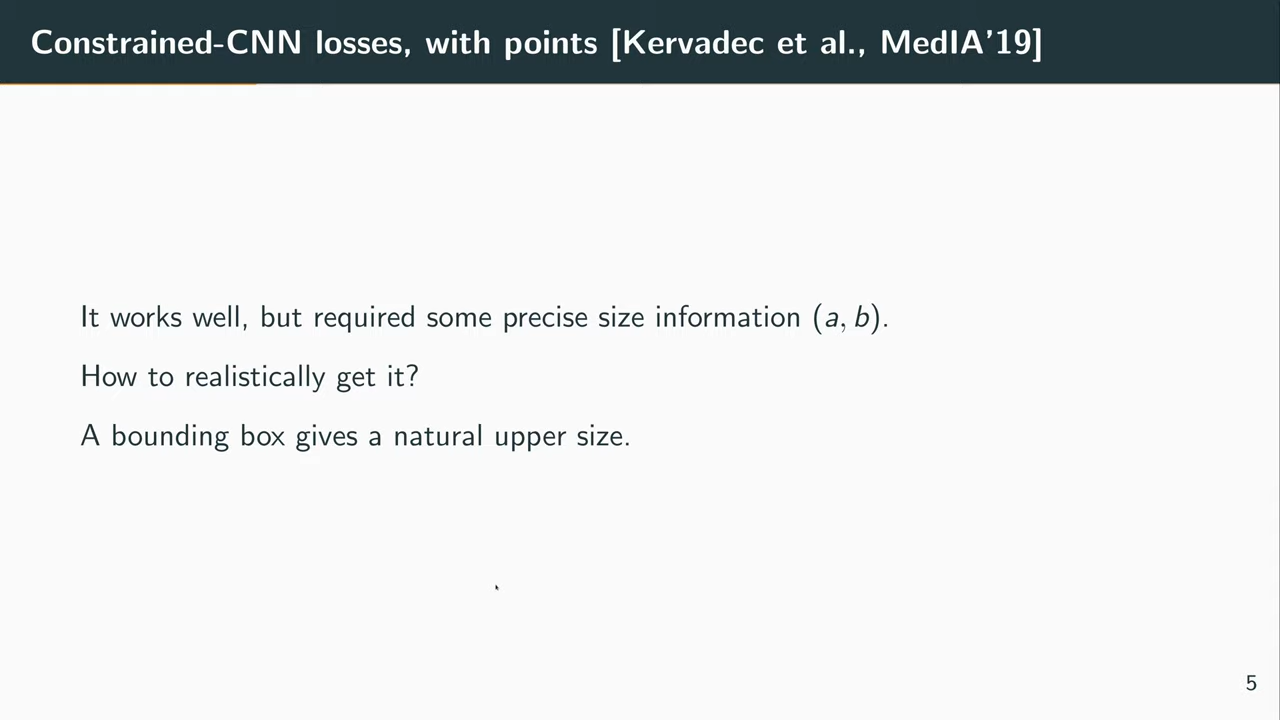 Constrained-CNN losses, with points [Kervadec et al., MedIA'19]
It works well, but required some precise size information (a, b).
How to realistically get it?
A bounding box gives a natural upper size.
5